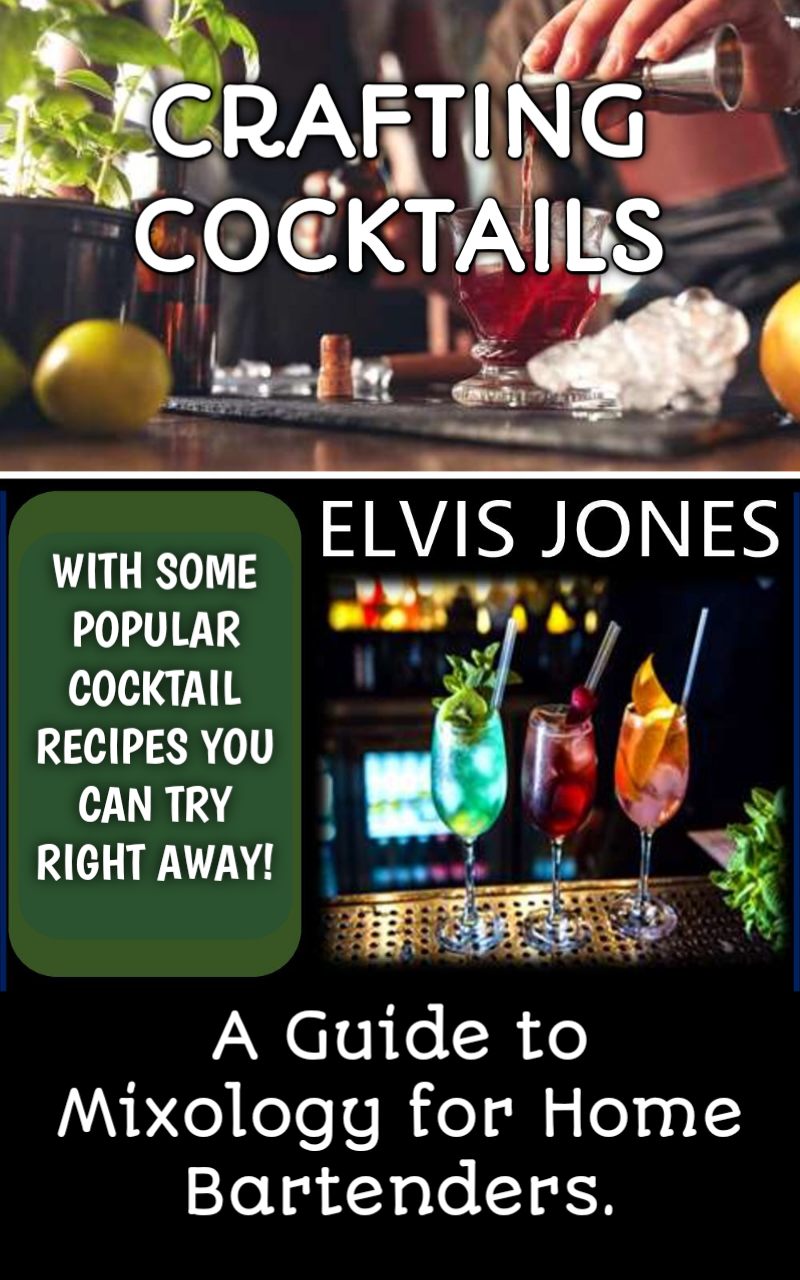 CRAFTING
COCKTAILS
ELVIS JONES
WITH SOME
POPULAR
COCKTAIL
RECIPES YOU
CAN TRY
RIGHT AWAY!
A Guide to
Mixology for Home
Bartenders.